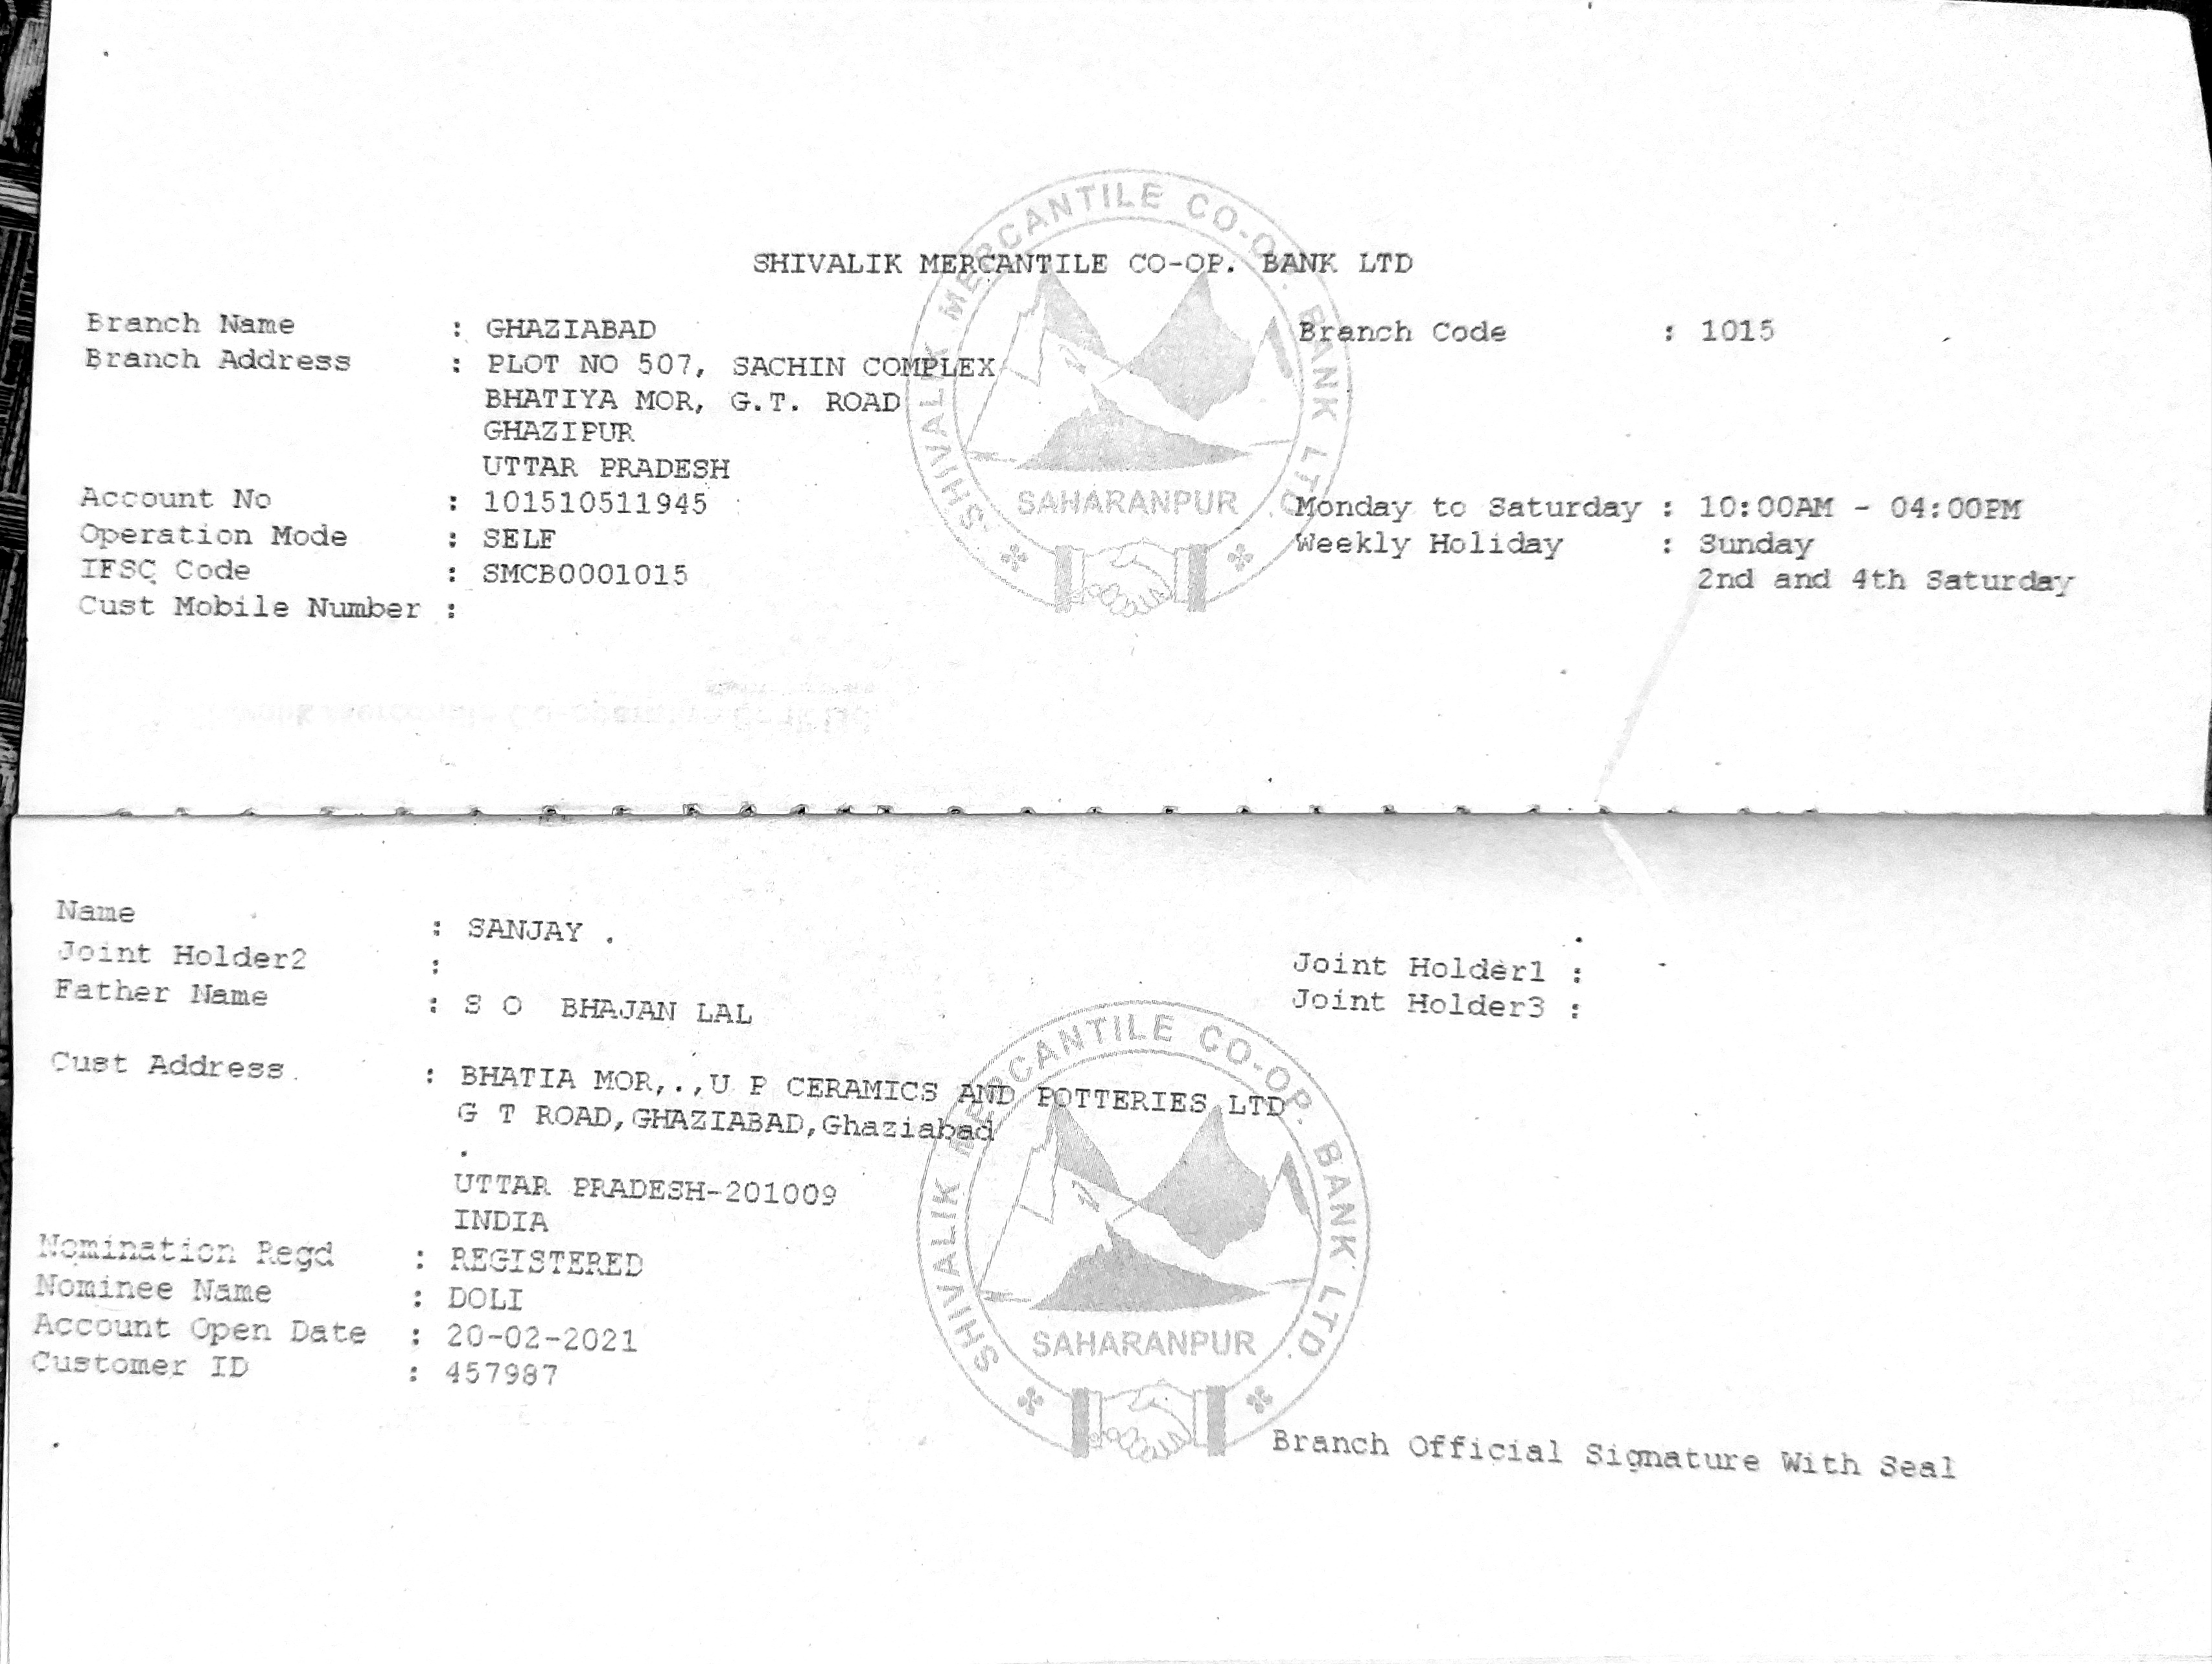 SHIVALIK MERCANTILE CO-OP. BANK LTD
Branch Name : GHAZIABAD Branch Code : 1015
Branch Address : PLOT NO 507, SACHIN COMPLEX
BHATIYA MOR, G.T. ROAD
GHAZIPUR
UTTAR PRADESH
Account No : 101510511945 Monday to Saturday : 10:00AM - 04:00PM
Operation Mode : SELF Weekly Holiday : Sunday
IFSC Code : SMCB0001015 2nd and 4th Saturday
Cust Mobile Number :
SHIVALIK MERCANTILE CO-OP. BANK LTD.
SAHARANPUR
Name : SANJAY .
Joint Holder2 : Joint Holder1 :
Father Name : S O BHAJAN LAL Joint Holder3 :
Cust Address : BHATIA MOR,.,U P CERAMICS AND POTTERIES LTD
G T ROAD,GHAZIABAD,Ghaziabad
.
UTTAR PRADESH-201009
INDIA
Nomination Regd : REGISTERED
Nominee Name : DOLI
Account Open Date : 20-02-2021
Customer ID : 457987
SHIVALIK MERCANTILE CO-OP. BANK LTD.
SAHARANPUR
Branch Official Signature With Seal